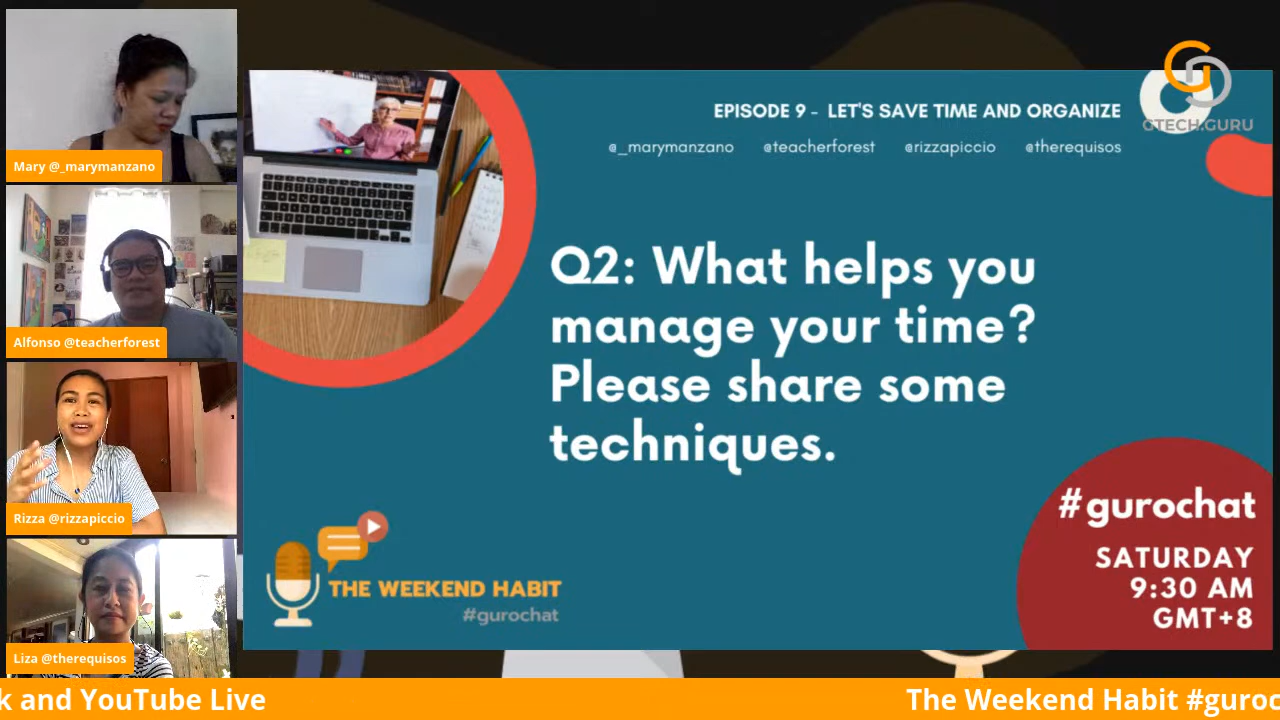 Mary @_marymanzano
Alfonso @teacherforest
Rizza @rizzapiccio
Liza @therequisos
GTECH.GURU
EPISODE 9 - LET'S SAVE TIME AND ORGANIZE
@_marymanzano @teacherforest @rizzapiccio @therequisos
Q2: What helps you
manage your time?
Please share some
techniques.
#gurochat
SATURDAY
9:30 AM
GMT+8
THE WEEKEND HABIT
#gurochat
k and YouTube Live The Weekend Habit #guroc